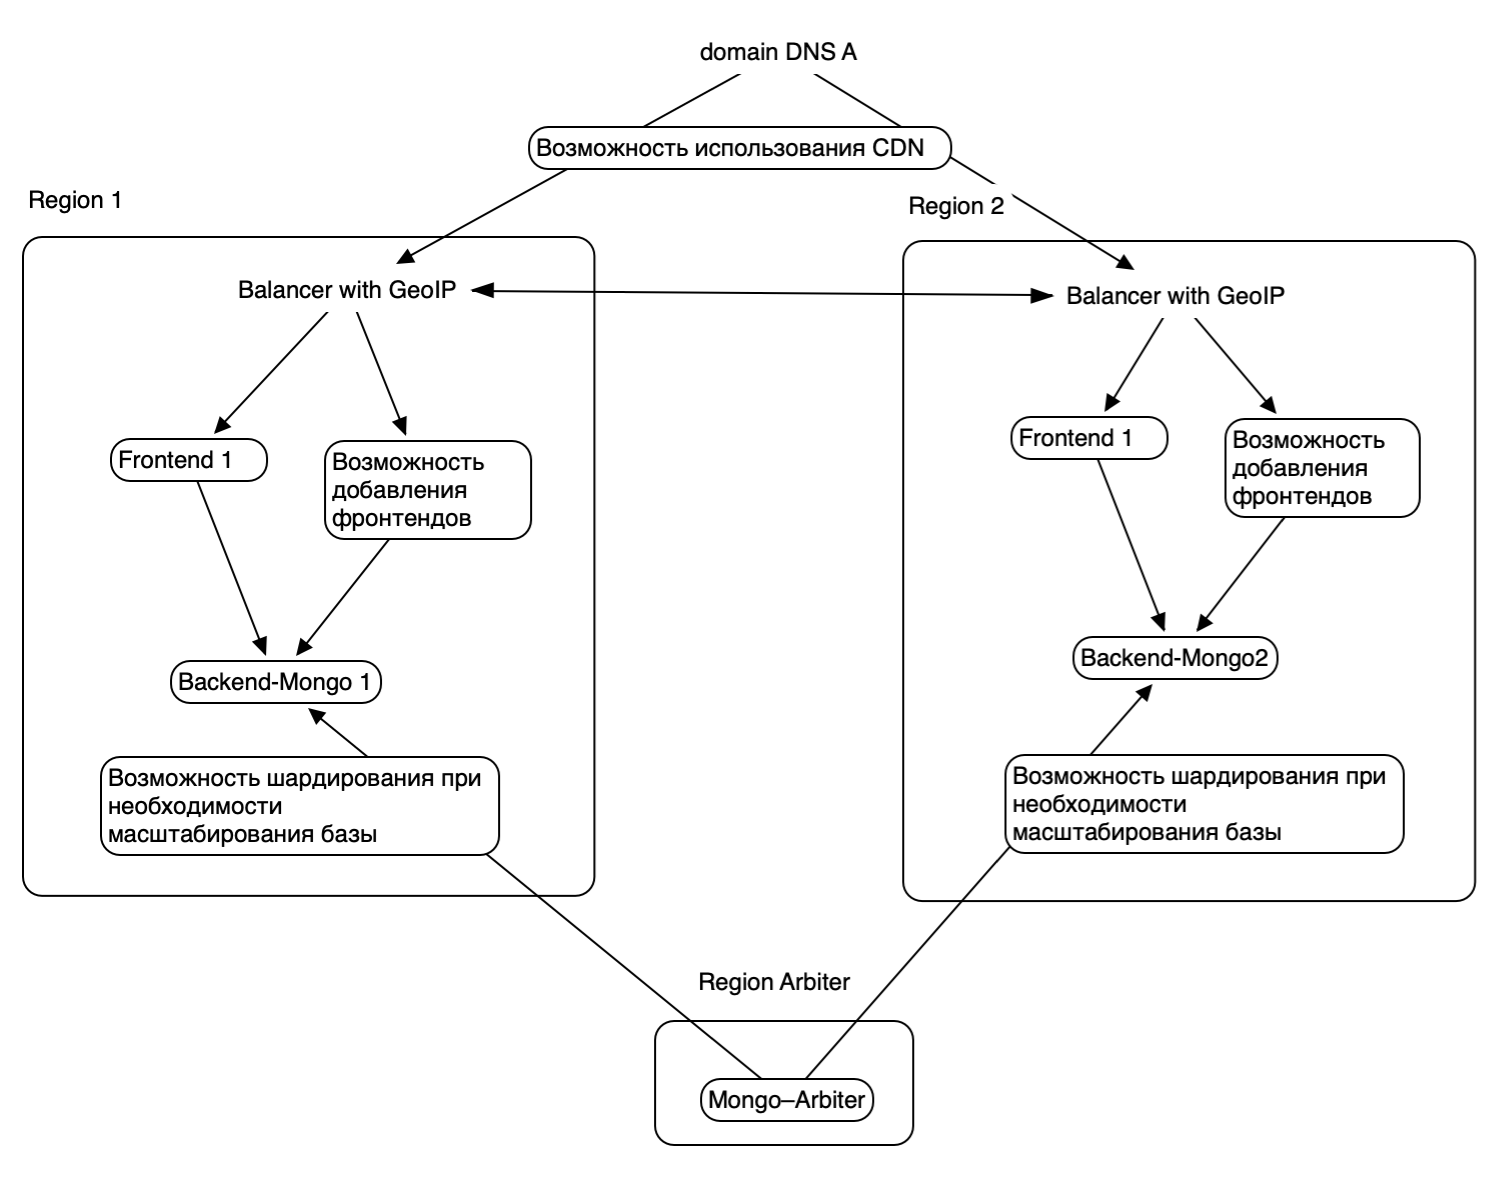 domain DNS A
Возможность использования CDN
Region 1
Region 2
Balancer with GeoIP
Balancer with GeoIP
Frontend 1
Возможность
добавления
фронтендов
Frontend 1
Возможность
добавления
фронтендов
Backend-Mongo 1
Backend-Mongo2
Возможность шардирования при
необходимости
масштабирования базы
Возможность шардирования при
необходимости
масштабирования базы
Region Arbiter
Mongo–Arbiter